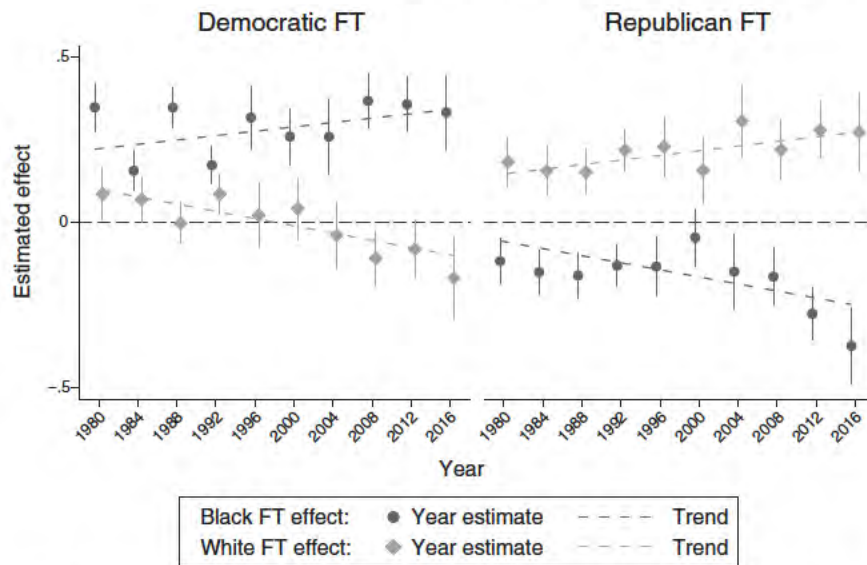 Democratic FT
Republican FT
.5
0
–.5
Estimated effect
1980 1984 1988 1992 1996 2000 2004 2008 2012 2016
1980 1984 1988 1992 1996 2000 2004 2008 2012 2016
Year
Black FT effect: Year estimate Trend
White FT effect: Year estimate Trend